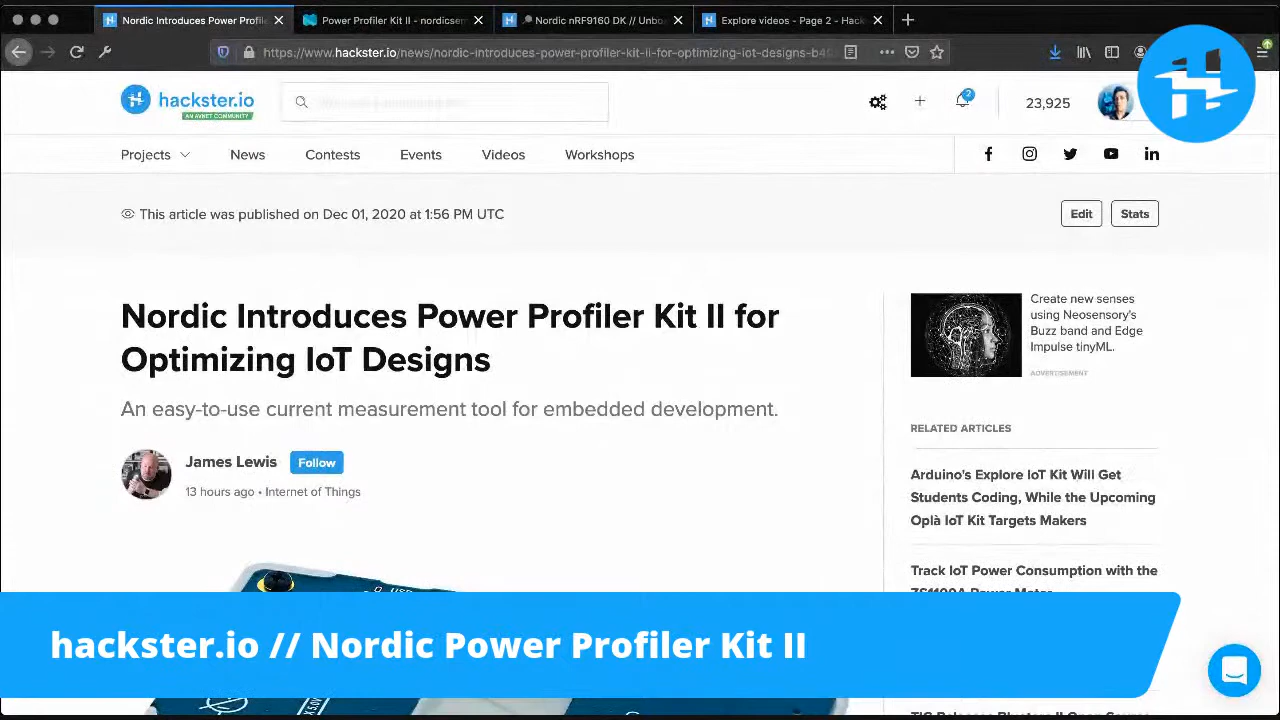 Nordic Introduces Power Profile
Power Profiler Kit II - nordicsem
Nordic nRF9160 DK // Unbo
Explore videos - Page 2 - Hack
https://www.hackster.io/news/nordic-introduces-power-profiler-kit-ii-for-optimizing-iot-designs-b4
hackster.io
AN AVNET COMMUNITY
2
23,925
Projects
News
Contests
Events
Videos
Workshops
This article was published on Dec 01, 2020 at 1:56 PM UTC
Edit
Stats
Nordic Introduces Power Profiler Kit II for
Optimizing IoT Designs
An easy-to-use current measurement tool for embedded development.
James Lewis
Follow
13 hours ago • Internet of Things
Create new senses
using Neosensory's
Buzz band and Edge
Impulse tinyML.
ADVERTISEMENT
RELATED ARTICLES
Arduino's Explore IoT Kit Will Get
Students Coding, While the Upcoming
Oplà IoT Kit Targets Makers
Track IoT Power Consumption with the
hackster.io // Nordic Power Profiler Kit II